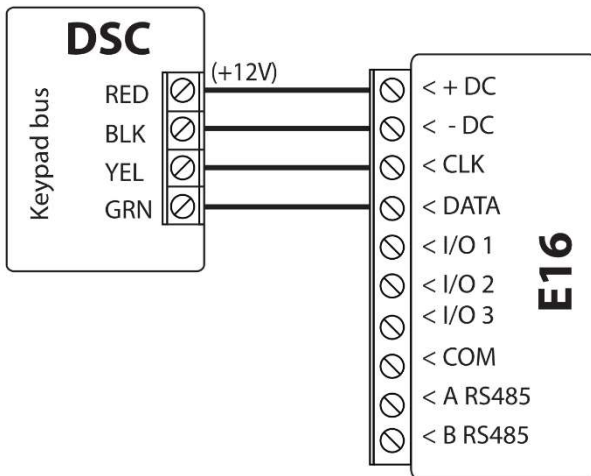 DSC
Keypad bus
RED
BLK
YEL
GRN
(+12V)
< + DC
< - DC
< CLK
< DATA
< I/O 1
< I/O 2
< I/O 3
< COM
< A RS485
< B RS485
E16